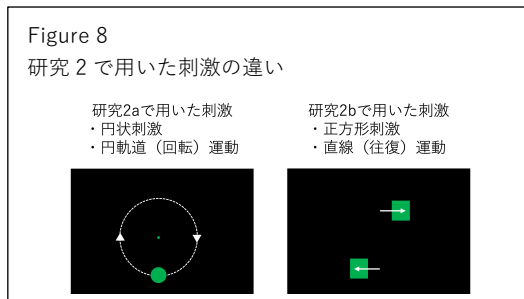 Figure 8
研究 2 で用いた刺激の違い
研究2aで用いた刺激
・円状刺激
・円軌道（回転）運動
研究2bで用いた刺激
・正方形刺激
・直線（往復）運動